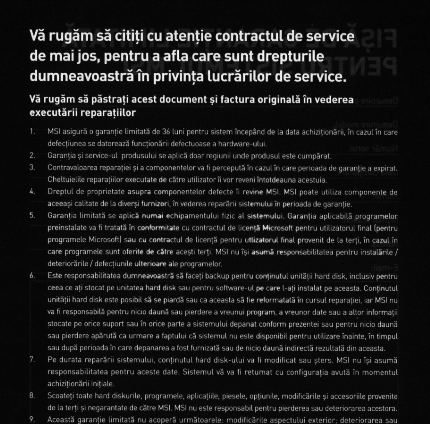 Vă rugăm să citiți cu atenție contractul de service
de mai jos, pentru a afla care sunt drepturile
dumneavoastră în privința lucrărilor de service.
Vă rugăm să păstrați acest document și factura originală în vederea
executării reparațiilor
1. MSI asigură o garanție limitată de 36 luni pentru sistem începând de la data achiziționării, în cazul în care
defecțiunea se datorează funcționării defectuoase a hardware-ului.
2. Garanția și service-ul produsului se aplică doar regiunii unde produsul este cumpărat.
3. Contravaloarea reparației și a componentelor va fi percepută în cazul în care perioada de garanție a expirat.
Cheltuielile reparațiilor executate de către utilizator îi vor reveni întotdeauna acestuia.
4. Dreptul de proprietate asupra componentelor defecte îi revine MSI. MSI poate utiliza componente de
aceeași calitate de la diverși furnizori, în vederea reparării sistemului în perioada de garanție.
5. Garanția limitată se aplică numai echipamentului fizic al sistemului. Garanția aplicabilă programelor
preinstalate va fi tratată în conformitate cu contractul de licență Microsoft pentru utilizatorul final (pentru
programele Microsoft) sau cu contractul de licență pentru utlizatorul final provenit de la terți, în cazul în
care programele sunt oferite de către acești terți. MSI nu își asumă responsabilitatea pentru instalările /
deteriorările / defecțiunile ulterioare ale programelor.
6. Este responsabilitatea dumneavoastră să faceți backup pentru conținutul unității hard disk, inclusiv pentru
ceea ce ați stocat pe unitatea hard disk sau pentru software-ul pe care l-ați instalat pe aceasta. Conținutul
unității hard disk este posibil să se piardă sau ca aceasta să fie reformatată în cursul reparației, iar MSI nu
va fi responsabilă pentru nicio daună sau pierdere a vreunui program, a vreunor date sau a altor informații
stocate pe orice suport sau în orice parte a sistemului depanat conform prezentei sau pentru nicio daună
sau pierdere apărută ca urmare a faptului că sistemul nu este disponibil pentru utilizare înainte, în timpul
sau după perioada în care depanarea a fost furnizată sau de nicio daună indirectă rezultată din aceasta.
7. Pe durata reparării sistemului, conținutul hard disk-ului va fi modificat sau șters. MSI nu își asumă
responsabilitatea pentru aceste date. Sistemul vă va fi returnat cu configurația avută în momentul
achiziționării inițiale.
8. Scoateți toate hard diskurile, programele, aplicațiile, piesele, opțiunile, modificările și accesoriile provenite
de la terți și negarantate de către MSI. MSI nu este responsabil pentru pierderea sau deteriorarea acestora.
9. Această garanție limitată nu acoperă următoarele: modificările aspectului exterior; deteriorarea sau